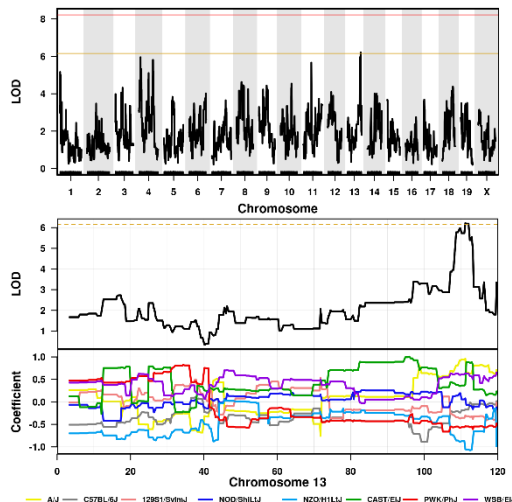 8
6
LOD
4
2
0
1 2 3 4 5 6 7 8 9 10 11 12 13 14 15 16 17 18 19 X
Chromosome
6
5
4
LOD
3
2
1
1.0
0.5
0.0
Coefficient
-0.5
-1.0
0 20 40 60 80 100 120
Chromosome 13
A/J C57BL/6J 129S1/SvImJ NOD/ShiLtJ NZO/H1LtJ CAST/EiJ PWK/PhJ WSB/Ei